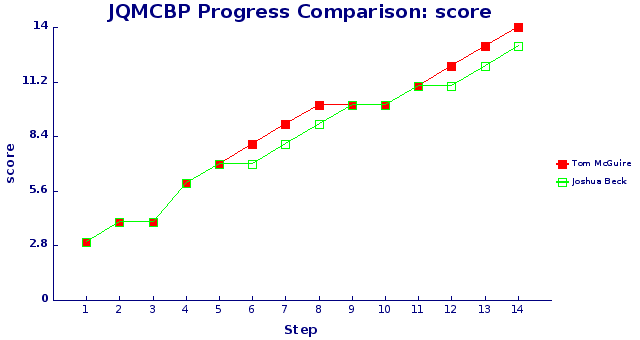 JQMCBP Progress Comparison: score
14
11.2
8.4
5.6
2.8
0
score
1 2 3 4 5 6 7 8 9 10 11 12 13 14
Step
Tom McGuire
Joshua Beck